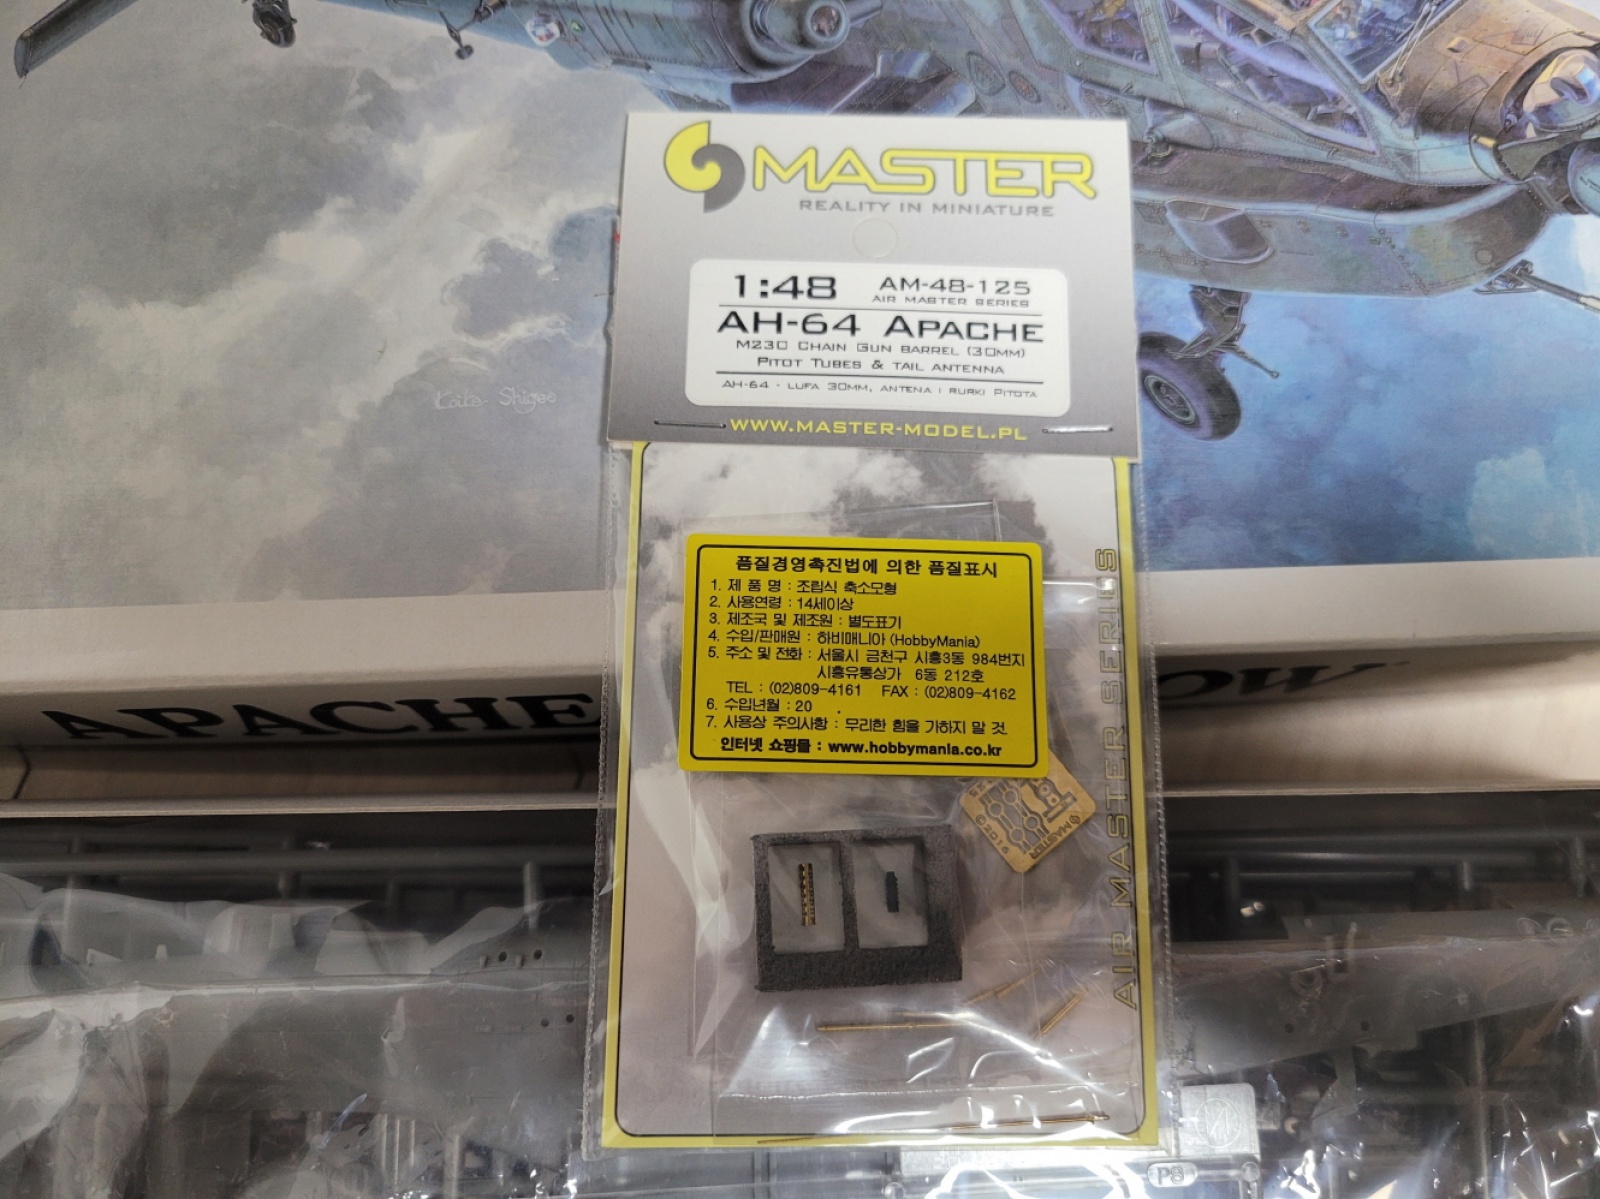 MASTER
REALITY IN MINIATURE
1:48 AM-48-125
AIR MASTER SERIES
AH-64 APACHE
M230 CHAIN GUN BARREL (30MM)
PITOT TUBES & TAIL ANTENNA
AH-64 - LUFA 30MM, ANTENA I RURKI PITOTA
WWW.MASTER-MODEL.PL
Koike Shigeo
품질경영촉진법에 의한 품질표시
1. 제 품 명 : 조립식 축소모형
2. 사용연령 : 14세이상
3. 제조국 및 제조원 : 별도표기
4. 수입/판매원 : 하비매니아 (HobbyMania)
5. 주소 및 전화 : 서울시 금천구 시흥3동 984번지
시흥유통상가 6동 212호
TEL : (02)809-4161 FAX : (02)809-4162
6. 수입년월 : 20 .
7. 사용상 주의사항 : 무리한 힘을 가하지 말 것.
인터넷 쇼핑몰 : www.hobbymania.co.kr
AIR MASTER SERIES
APACHE
OW
©2016
MASTER
P8